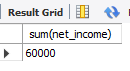 Result Grid
sum(net_income)
60000